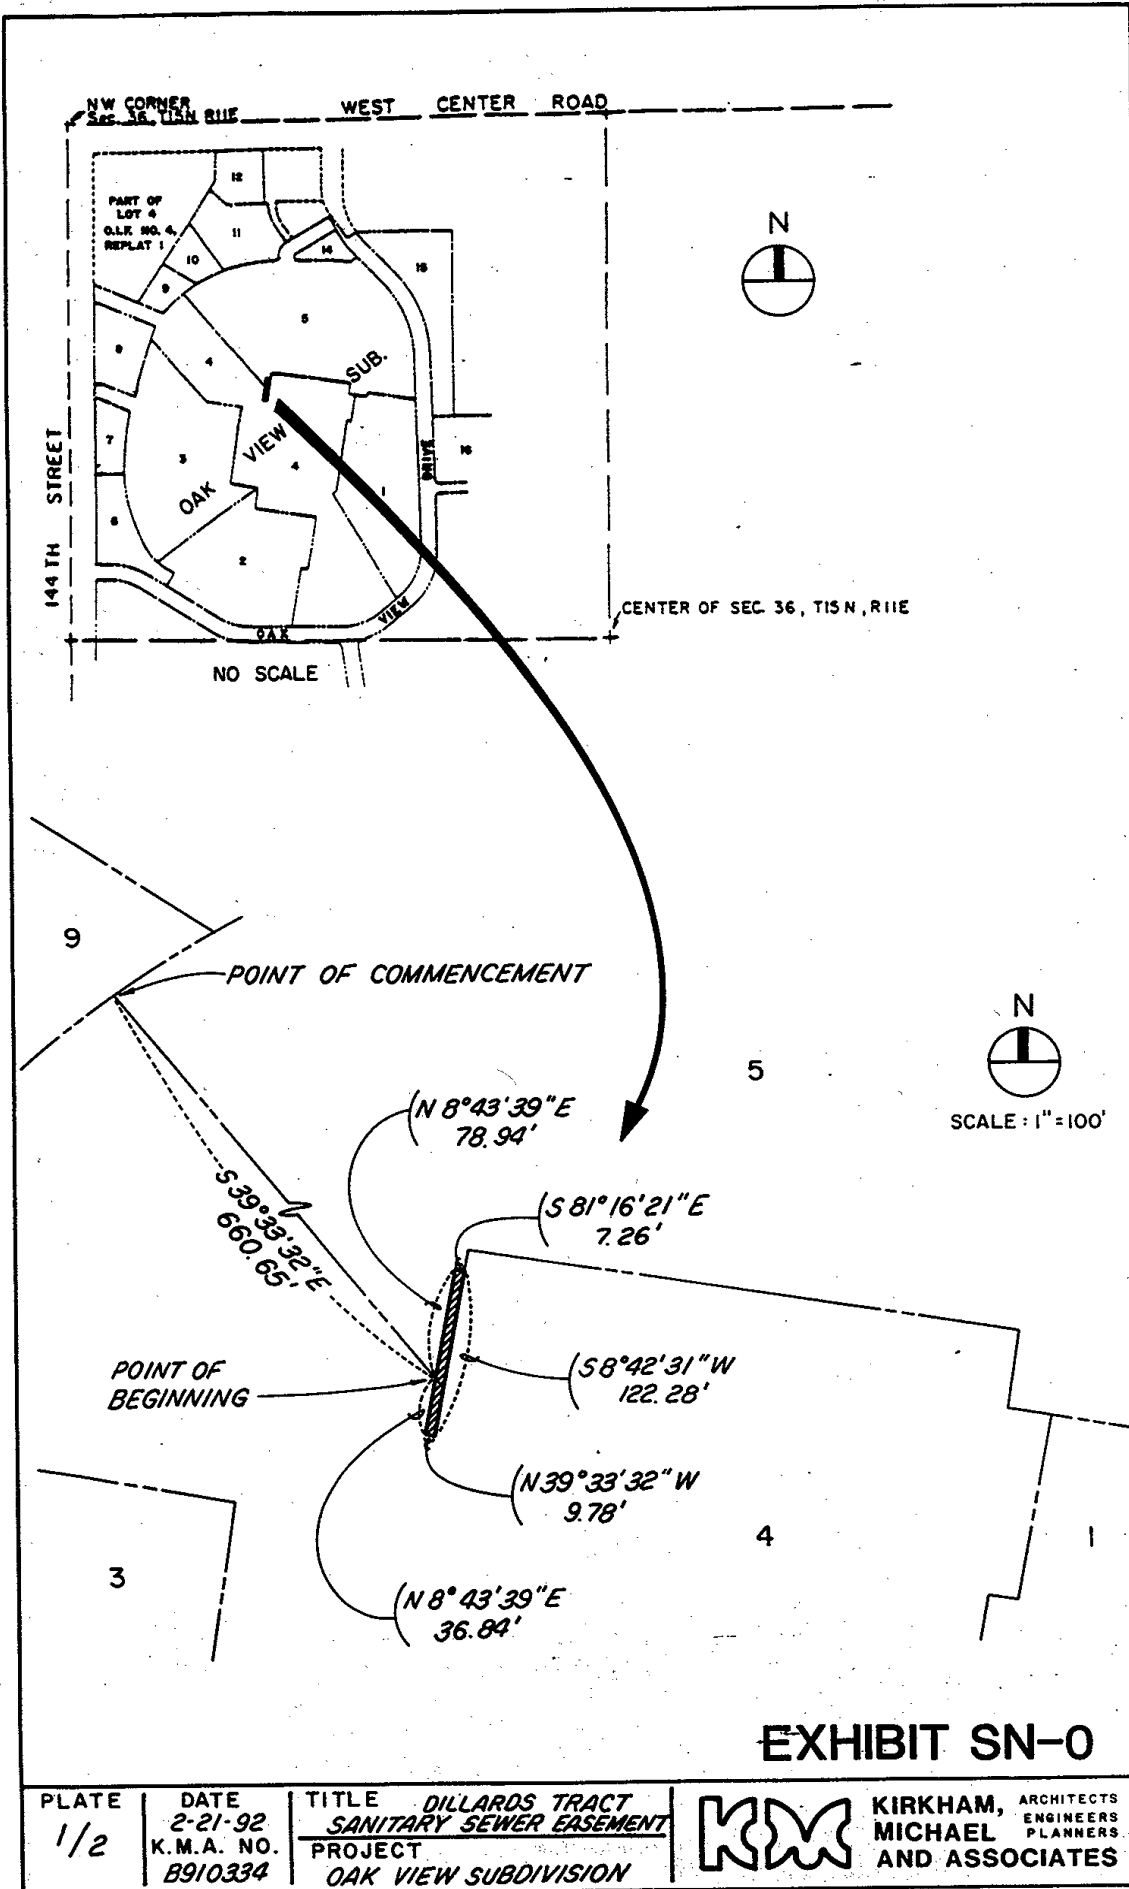 NW CORNER
Sec. 36, T15N R11E
WEST CENTER ROAD
12
PART OF
LOT 4
O.L.F. NO. 4,
REPLAT 1
11
10
9
14
15
N
5
8
4
SUB.
7
3
VIEW
4
OAK
1
DRIVE
16
6
2
144TH STREET
OAK
VIEW
CENTER OF SEC. 36, T15N, R11E
NO SCALE
9
POINT OF COMMENCEMENT
N
5
SCALE: 1"=100'
N 8°43'39"E
78.94'
S 39°33'32"E
660.65'
S 81°16'21"E
7.26'
POINT OF
BEGINNING
S 8°42'31"W
122.28'
N 39°33'32"W
9.78'
4
1
3
N 8°43'39"E
36.84'
EXHIBIT SN-0
PLATE
1/2
DATE
2-21-92
K.M.A. NO.
8910334
TITLE DILLARDS TRACT
SANITARY SEWER EASEMENT
PROJECT
OAK VIEW SUBDIVISION
KM
KIRKHAM,
MICHAEL
AND ASSOCIATES
ARCHITECTS
ENGINEERS
PLANNERS